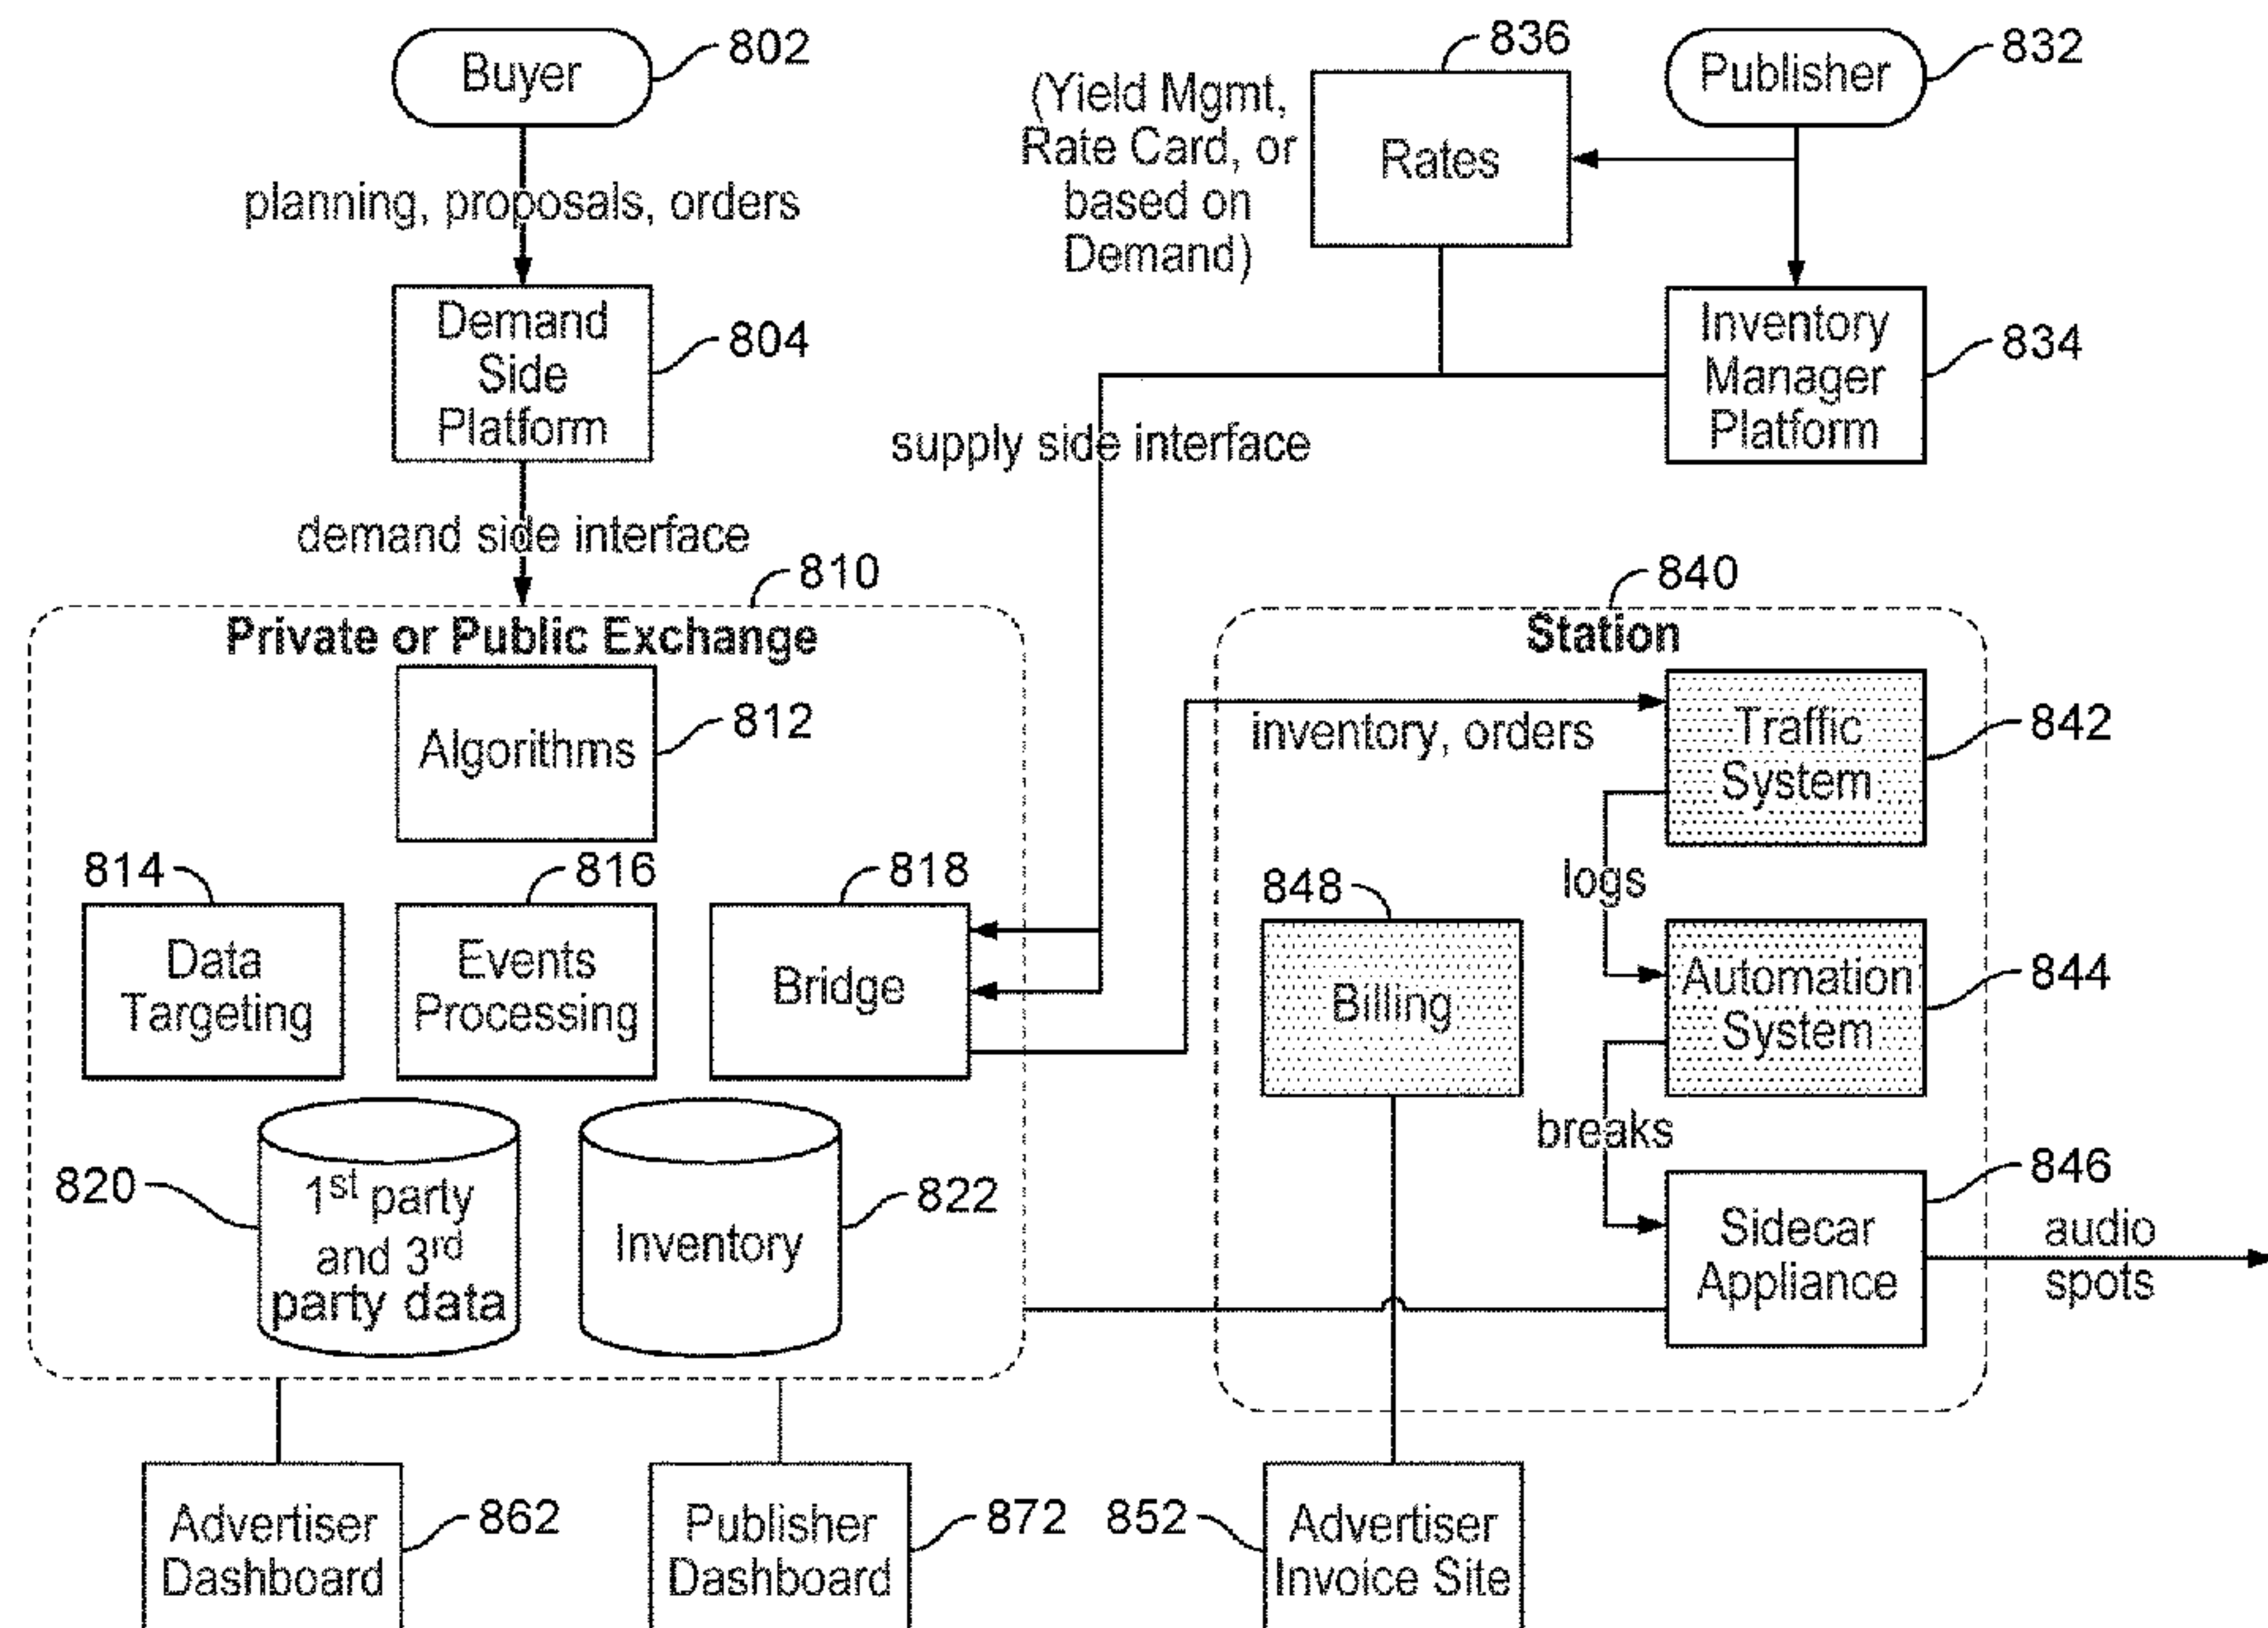 Buyer
802
planning, proposals, orders
Demand
Side
Platform
804
demand side interface
836
(Yield Mgmt,
Rate Card, or
based on
Demand)
Rates
Publisher
832
Inventory
Manager
Platform
834
supply side interface
810
Private or Public Exchange
Algorithms
812
814
Data
Targeting
816
Events
Processing
818
Bridge
820
1st party
and 3rd
party data
Inventory
822
840
Station
inventory, orders
Traffic
System
842
logs
848
Billing
Automation
System
844
breaks
Sidecar
Appliance
846
audio
spots
Advertiser
Dashboard
862
Publisher
Dashboard
872
852
Advertiser
Invoice Site